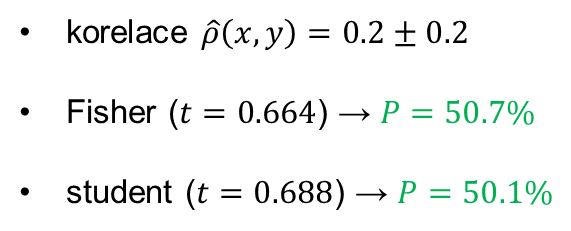 • korelace ρ̂(x, y) = 0.2 ± 0.2
• Fisher (t = 0.664) → P = 50.7%
• student (t = 0.688) → P = 50.1%